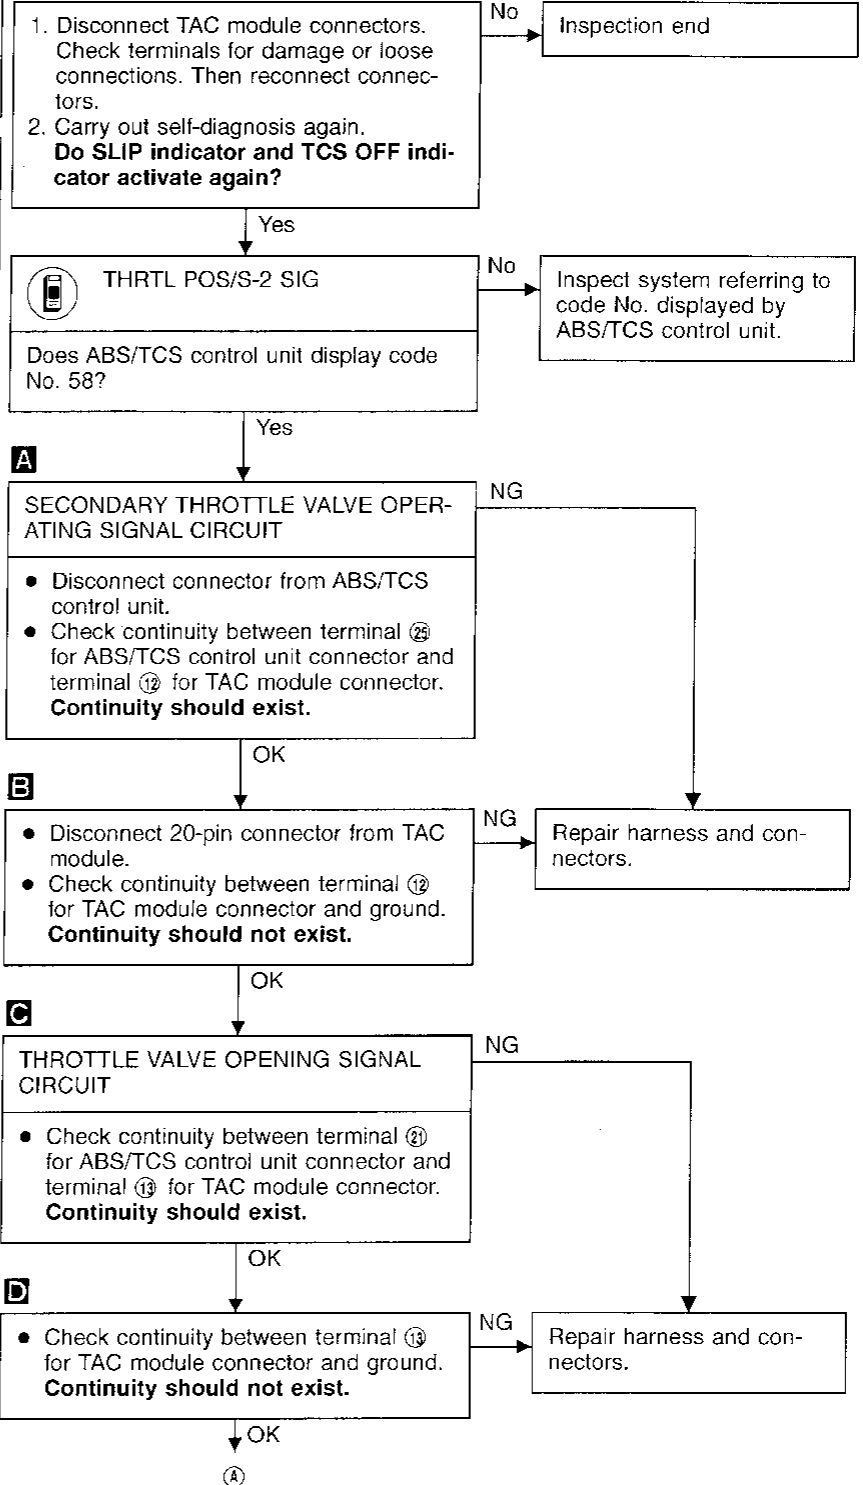 1. Disconnect TAC module connectors.
Check terminals for damage or loose
connections. Then reconnect connec-
tors.
2. Carry out self-diagnosis again.
Do SLIP indicator and TCS OFF indi-
cator activate again?
No
Inspection end
Yes
THRTL POS/S-2 SIG
Does ABS/TCS control unit display code
No. 58?
No
Inspect system referring to
code No. displayed by
ABS/TCS control unit.
Yes
A
SECONDARY THROTTLE VALVE OPER-
ATING SIGNAL CIRCUIT
● Disconnect connector from ABS/TCS
control unit.
● Check continuity between terminal ㉕
for ABS/TCS control unit connector and
terminal ⑫ for TAC module connector.
Continuity should exist.
NG
OK
B
● Disconnect 20-pin connector from TAC
module.
● Check continuity between terminal ⑫
for TAC module connector and ground.
Continuity should not exist.
NG
Repair harness and con-
nectors.
OK
C
THROTTLE VALVE OPENING SIGNAL
CIRCUIT
● Check continuity between terminal ㉑
for ABS/TCS control unit connector and
terminal ⑬ for TAC module connector.
Continuity should exist.
NG
OK
D
● Check continuity between terminal ⑬
for TAC module connector and ground.
Continuity should not exist.
NG
Repair harness and con-
nectors.
OK
Ⓐ